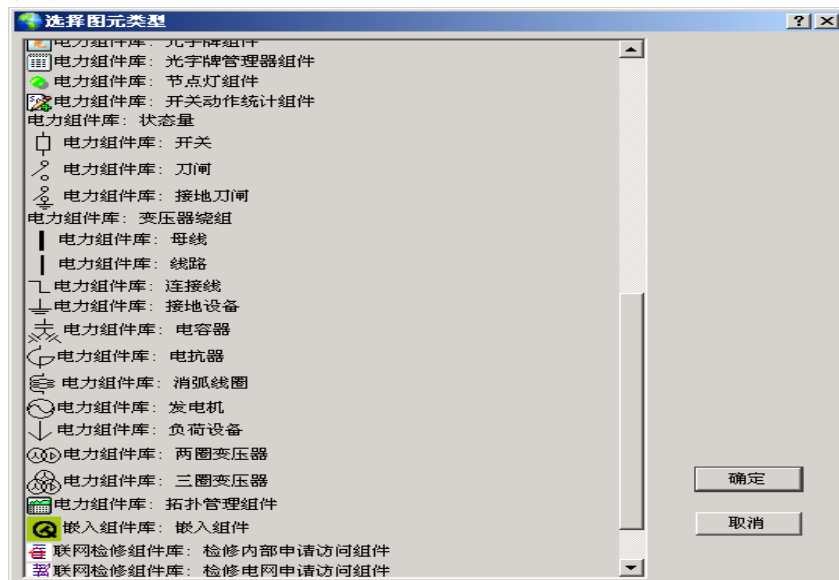 选择图元类型
电力组件库: 光字牌组件
电力组件库: 光字牌管理器组件
电力组件库: 节点灯组件
电力组件库: 开关动作统计组件
电力组件库: 状态量
电力组件库: 开关
电力组件库: 刀闸
电力组件库: 接地刀闸
电力组件库: 变压器绕组
电力组件库: 母线
电力组件库: 线路
电力组件库: 连接线
电力组件库: 接地设备
电力组件库: 电容器
电力组件库: 电抗器
电力组件库: 消弧线圈
电力组件库: 发电机
电力组件库: 负荷设备
电力组件库: 两圈变压器
电力组件库: 三圈变压器
确定
电力组件库: 拓扑管理组件
嵌入组件库: 嵌入组件
取消
联网检修组件库: 检修内部申请访问组件
联网检修组件库: 检修电网申请访问组件